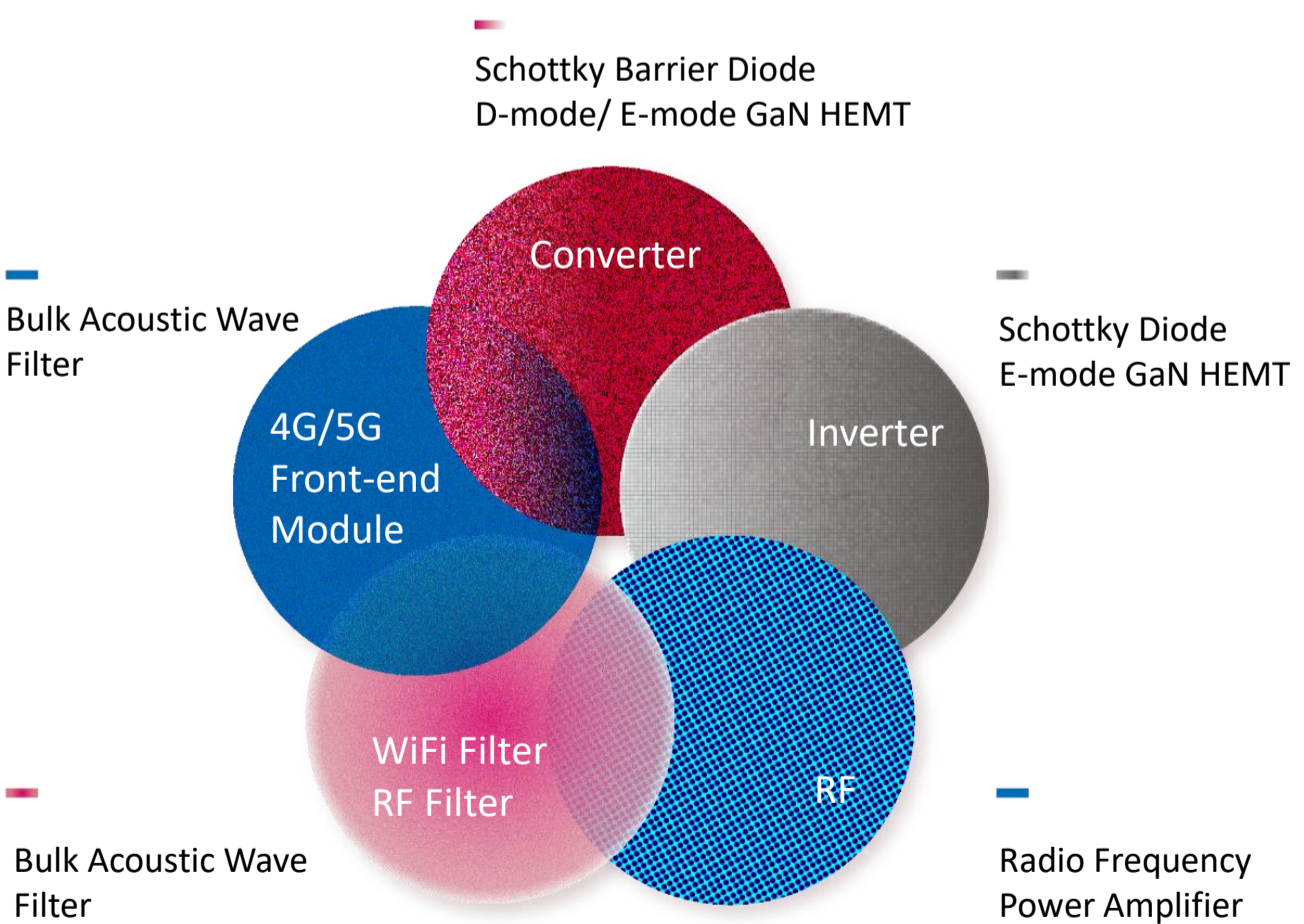 Schottky Barrier Diode
D-mode/ E-mode GaN HEMT
Converter
Bulk Acoustic Wave
Filter
Schottky Diode
E-mode GaN HEMT
4G/5G
Front-end
Module
Inverter
WiFi Filter
RF Filter
RF
Bulk Acoustic Wave
Filter
Radio Frequency
Power Amplifier